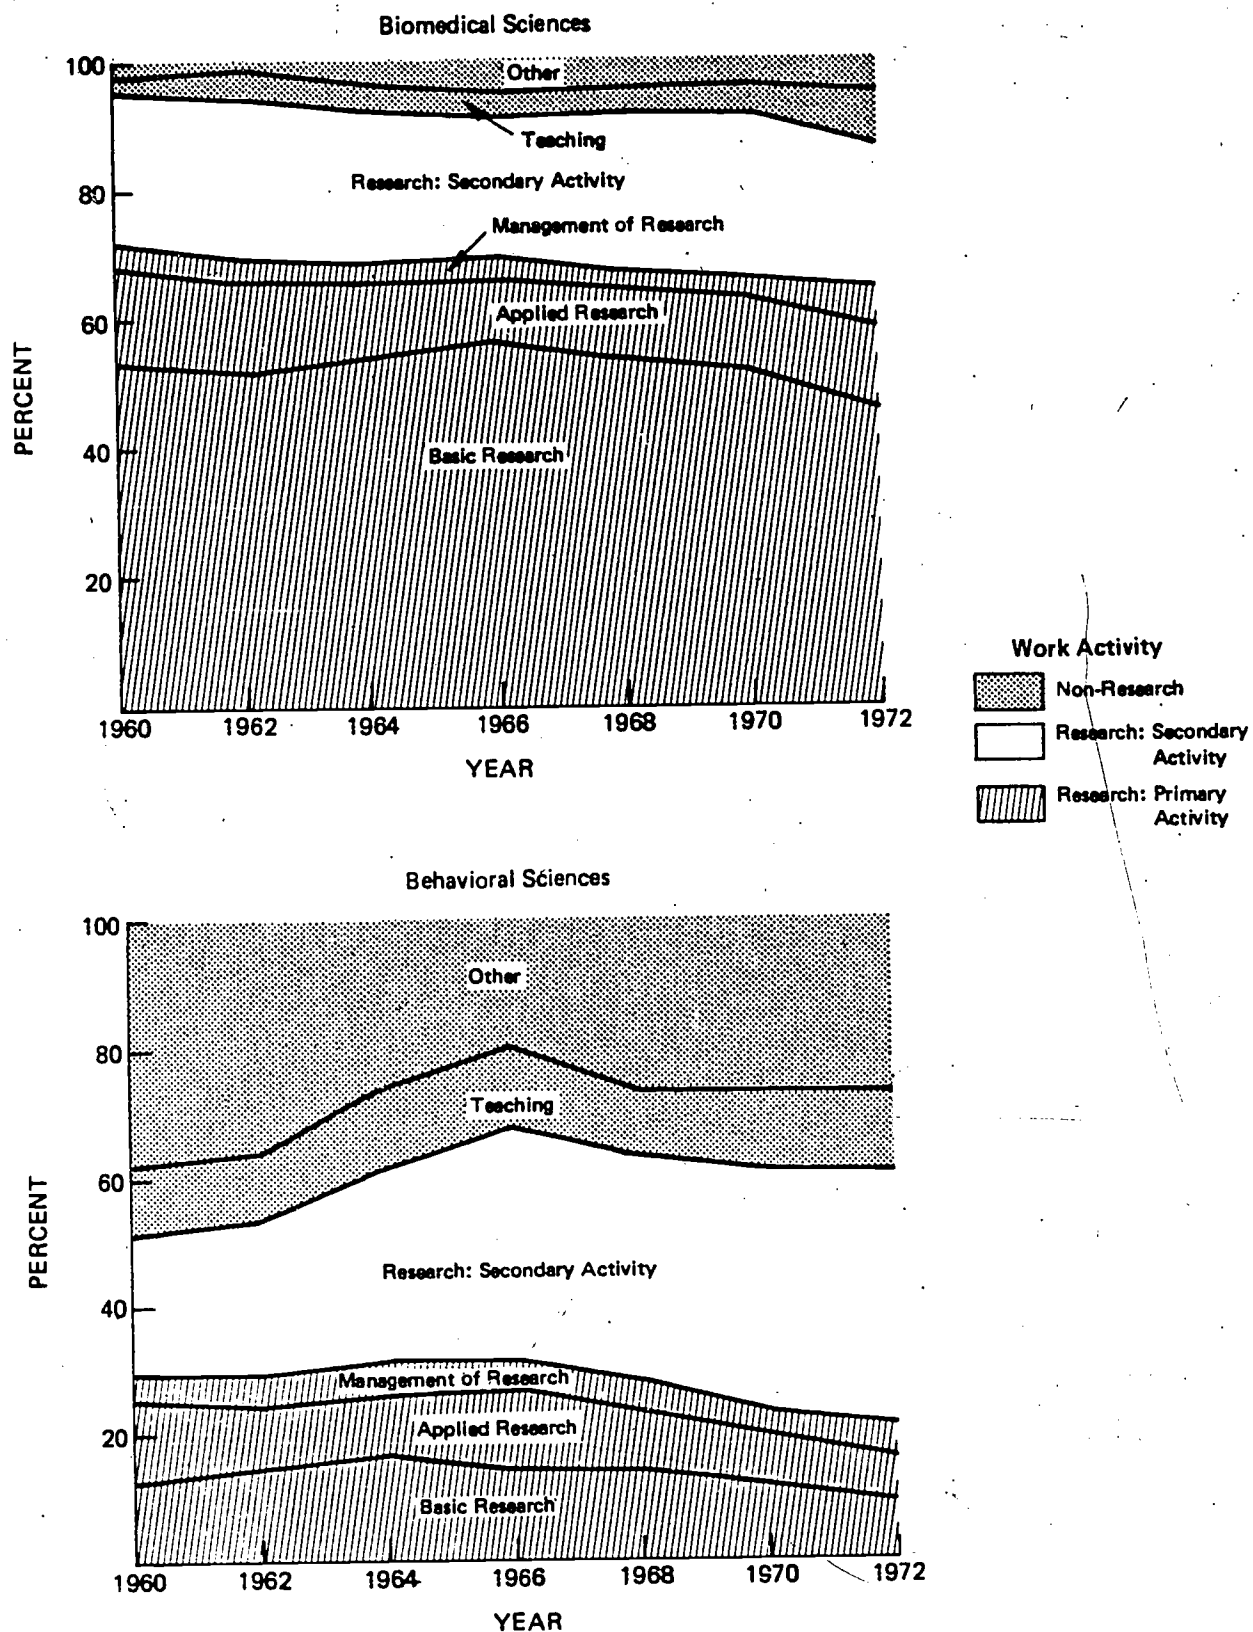 Biomedical Sciences
100
80
60
40
20
PERCENT
Other
Teaching
Research: Secondary Activity
Management of Research
Applied Research
Basic Research
1960 1962 1964 1966 1968 1970 1972
YEAR
Work Activity
Non-Research
Research: Secondary
Activity
Research: Primary
Activity
Behavioral Sciences
100
80
60
40
20
PERCENT
Other
Teaching
Research: Secondary Activity
Management of Research
Applied Research
Basic Research
1960 1962 1964 1966 1968 1970 1972
YEAR